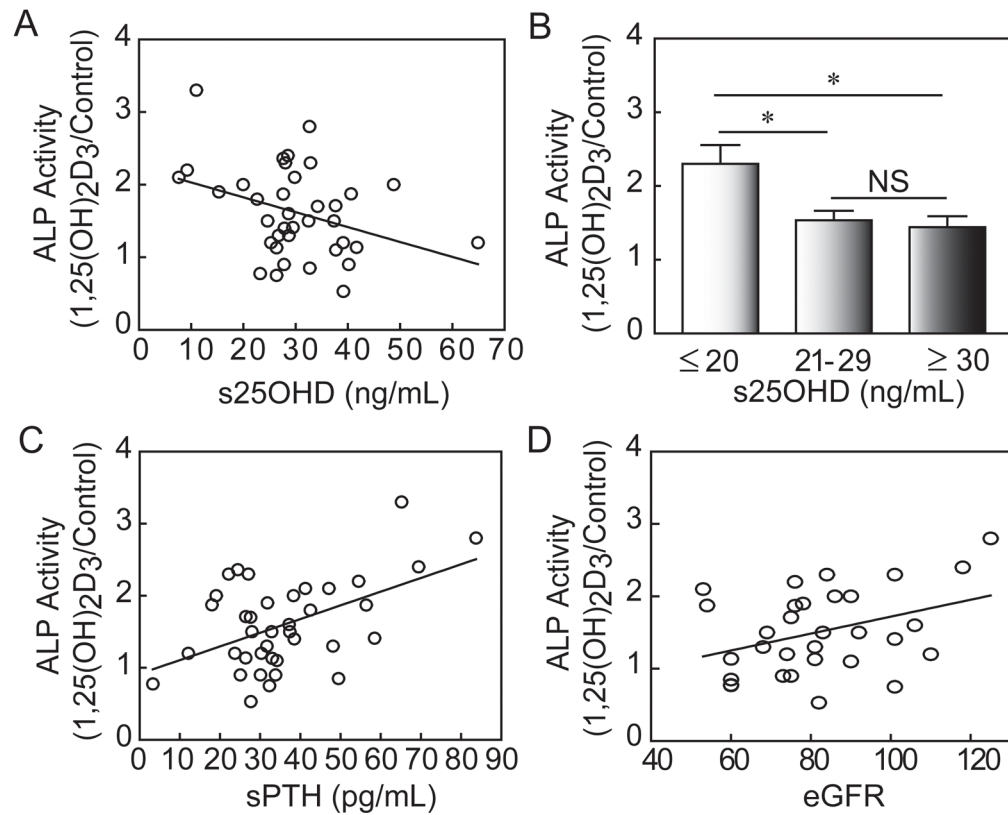 A
ALP Activity
(1,25(OH)2D3/Control)
4
3
2
1
0
0 10 20 30 40 50 60 70
s25OHD (ng/mL)
B
ALP Activity
(1,25(OH)2D3/Control)
4
3
2
1
0
*
*
NS
≤ 20 21-29 ≥ 30
s25OHD (ng/mL)
C
ALP Activity
(1,25(OH)2D3/Control)
4
3
2
1
0
0 10 20 30 40 50 60 70 80 90
sPTH (pg/mL)
D
ALP Activity
(1,25(OH)2D3/Control)
4
3
2
1
0
40 60 80 100 120
eGFR